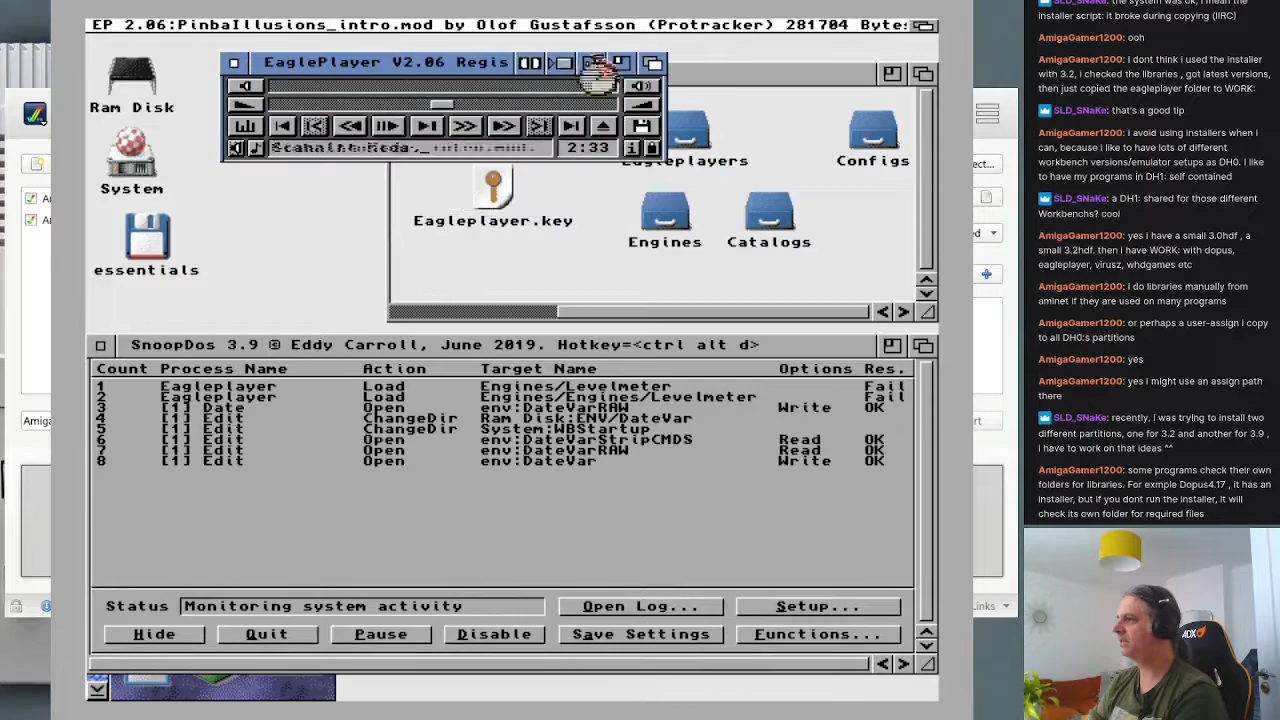 EP 2.06:PinbaIllusions_intro.mod by Olof Gustafsson (Protracker) 281704 Byte
EaglePlayer V2.06 Regis
2:33
Ram Disk
System
essentials
Eagleplayers
Configs
Eagleplayer.key
Engines
Catalogs
SnoopDos 3.9 © Eddy Carroll, June 2019. Hotkey=<ctrl alt d>
Count Process Name Action Target Name Options Res.
1 Eagleplayer Load Engines/Levelmeter Fail
2 Eagleplayer Load Engines/Engines/Levelmeter Fail
3 [1] Date Open env:DateVarRAW Write OK
4 [1] Edit ChangeDir Ram Disk:ENV/DateVar
5 [1] Edit ChangeDir System:WBStartup
6 [1] Edit Open env:DateVarStripCMDS Read OK
7 [1] Edit Open env:DateVarRAW Read OK
8 [1] Edit Open env:DateVar Write OK
Status Monitoring system activity Open Log... Setup...
Hide Quit Pause Disable Save Settings Functions...
Amiga
ect...
ed
rt
Links
installer script: it broke during copying (IIRC)
AmigaGamer1200: ooh
AmigaGamer1200: I dont think I used the Installer
with 3.2, i checked the libraries , got latest versions,
then just copied the eagleplayer folder to WORK:
SLD_SNaKe: that's a good tip
AmigaGamer1200: I avoid using installers when I
can, because i like to have lots of different
workbench versions/emulator setups as DH0. I like
to have my programs in DH1: self contained
SLD_SNaKe: a DH1: shared for those different
Workbenchs? cool
AmigaGamer1200: yes i have a small 3.0hdf , a
small 3.2hdf. then i have WORK: with dopus,
eagleplayer, virusz, whdgames etc
AmigaGamer1200: i do libraries manually from
aminet if they are used on many programs
AmigaGamer1200: or perhaps a user-assign i copy
to all DH0:s partitions
AmigaGamer1200: yes
AmigaGamer1200: yes i might use an assign path
there
SLD_SNaKe: recently, i was trying to install two
different partitions, one for 3.2 and another for 3.9 ,
i have to work on that ideas ^^
AmigaGamer1200: some programs check their own
folders for libraries. For exmple Dopus4.17 , it has an
installer, but if you dont run the installer, it will
check its own folder for required files